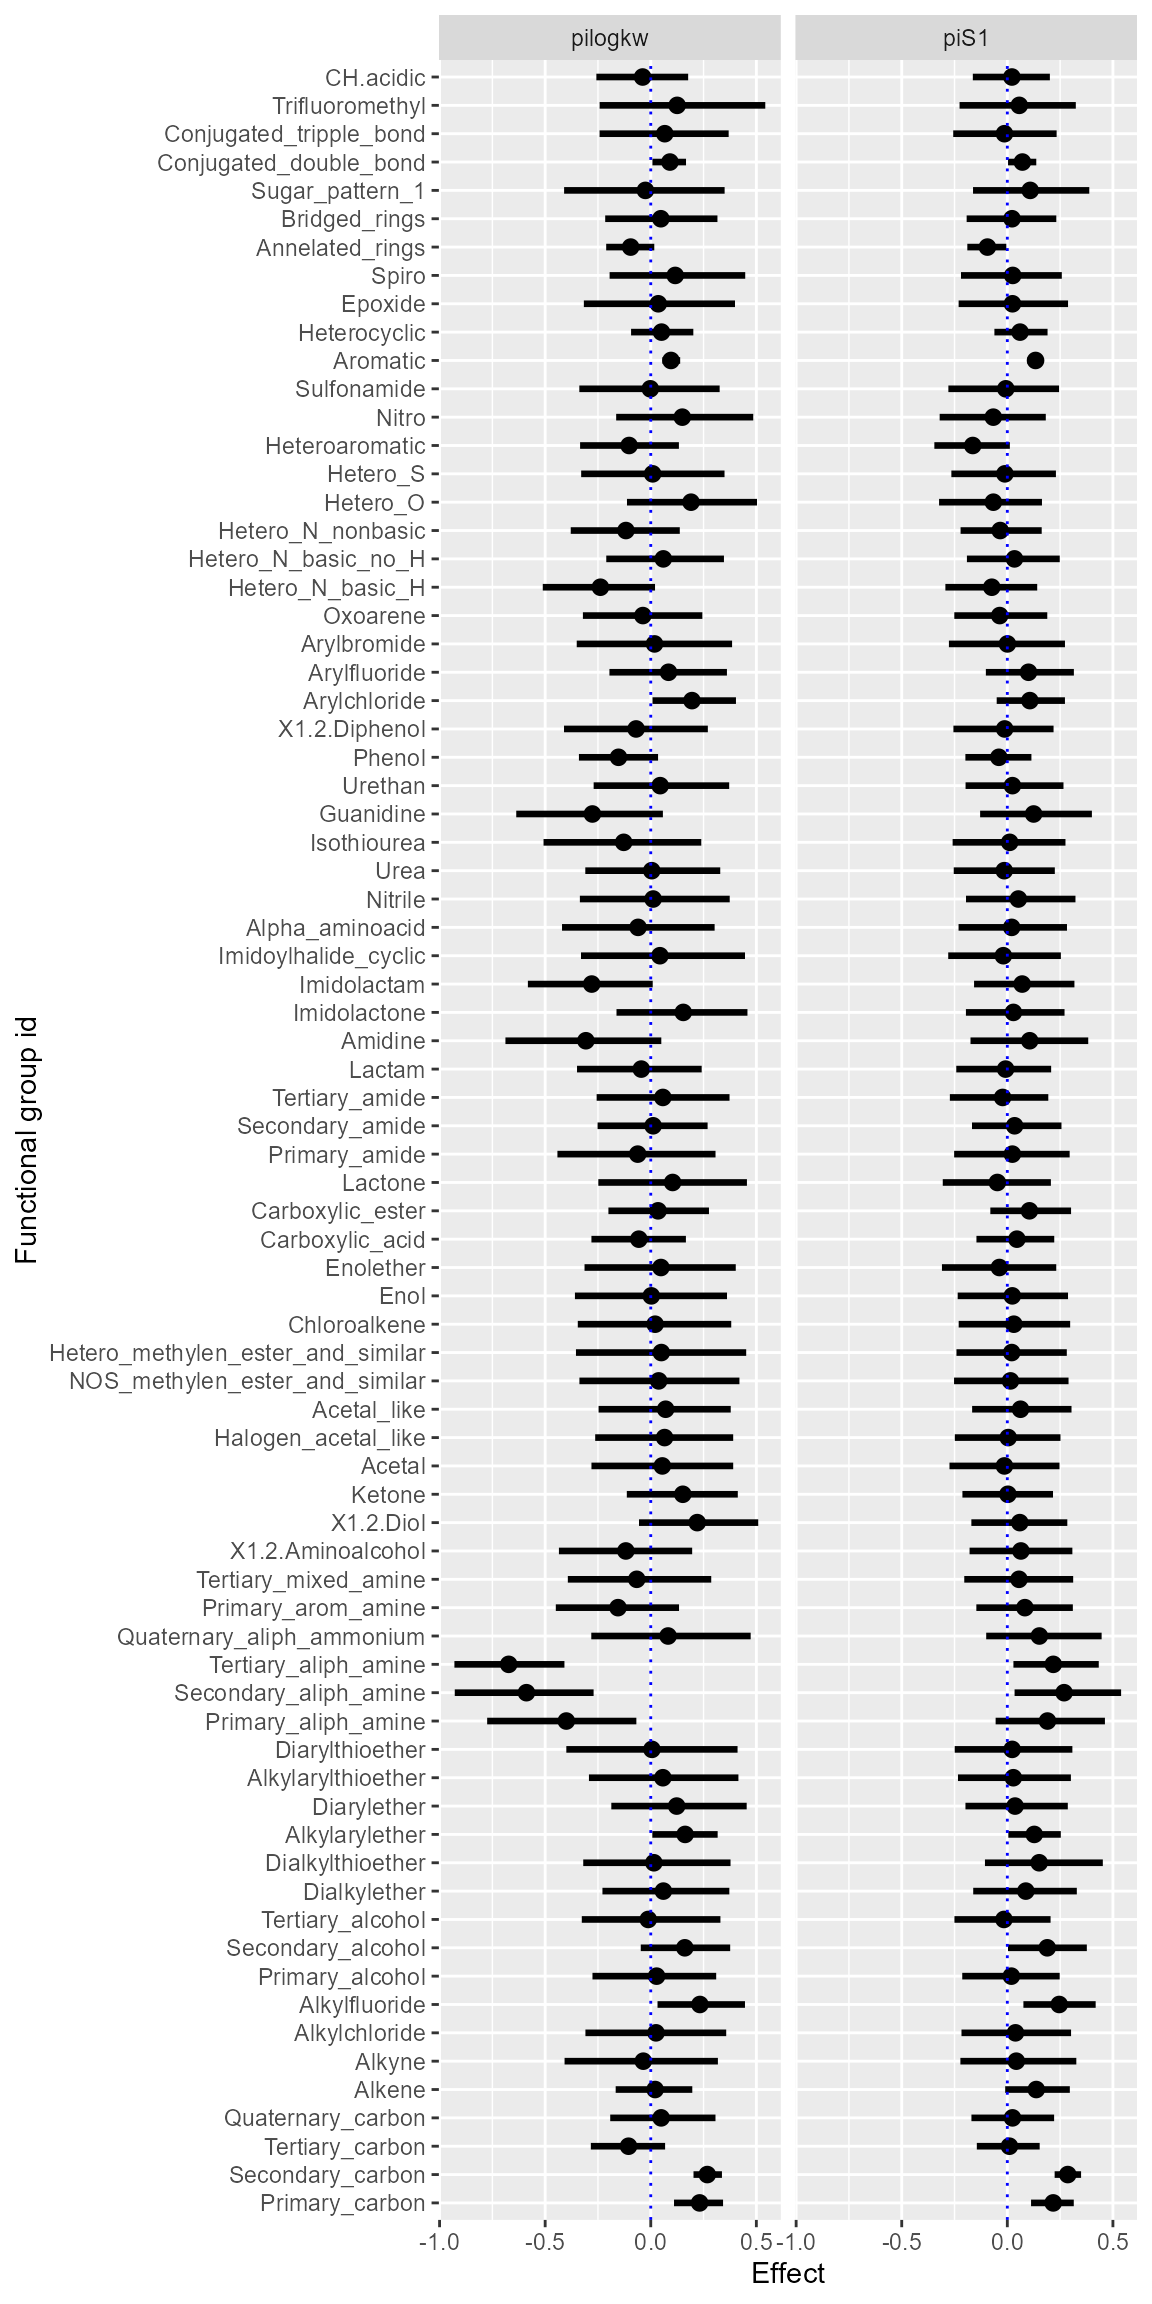 pilogkw piS1
CH.acidic
Trifluoromethyl
Conjugated_tripple_bond
Conjugated_double_bond
Sugar_pattern_1
Bridged_rings
Annelated_rings
Spiro
Epoxide
Heterocyclic
Aromatic
Sulfonamide
Nitro
Heteroaromatic
Hetero_S
Hetero_O
Hetero_N_nonbasic
Hetero_N_basic_no_H
Hetero_N_basic_H
Oxoarene
Arylbromide
Arylfluoride
Arylchloride
X1.2.Diphenol
Phenol
Urethan
Guanidine
Isothiourea
Urea
Nitrile
Alpha_aminoacid
Imidoylhalide_cyclic
Imidolactam
Imidolactone
Amidine
Lactam
Tertiary_amide
Secondary_amide
Primary_amide
Lactone
Carboxylic_ester
Carboxylic_acid
Enolether
Enol
Chloroalkene
Hetero_methylen_ester_and_similar
NOS_methylen_ester_and_similar
Acetal_like
Halogen_acetal_like
Acetal
Ketone
X1.2.Diol
X1.2.Aminoalcohol
Tertiary_mixed_amine
Primary_arom_amine
Quaternary_aliph_ammonium
Tertiary_aliph_amine
Secondary_aliph_amine
Primary_aliph_amine
Diarylthioether
Alkylarylthioether
Diarylether
Alkylarylether
Dialkylthioether
Dialkylether
Tertiary_alcohol
Secondary_alcohol
Primary_alcohol
Alkylfluoride
Alkylchloride
Alkyne
Alkene
Quaternary_carbon
Tertiary_carbon
Secondary_carbon
Primary_carbon
-1.0 -0.5 0.0 0.5 -1.0 -0.5 0.0 0.5
Effect
Functional group id